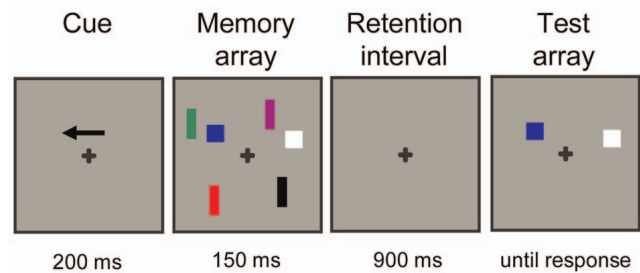 Cue
Memory
array
Retention
interval
Test
array
200 ms
150 ms
900 ms
until response